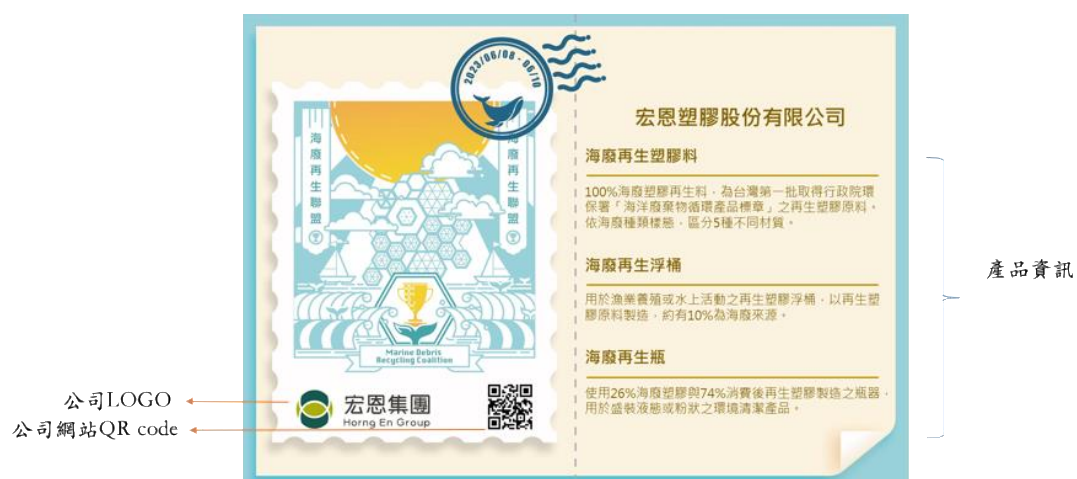 2023/06/08 - 06/10
海廢再生聯盟
海廢再生聯盟
Marine Debris
Recycling Coalition
宏恩集團
Horng En Group
公司LOGO
公司網站QR code
宏恩塑膠股份有限公司
海廢再生塑膠料
100%海廢塑膠再生料，為台灣第一批取得行政院環
保署「海洋廢棄物循環產品標章」之再生塑膠原料。
依海廢種類樣態，區分5種不同材質。
海廢再生浮桶
用於漁業養殖或水上活動之再生塑膠浮桶，以再生塑
膠原料製造，約有10%為海廢來源。
海廢再生瓶
使用26%海廢塑膠與74%消費後再生塑膠製造之瓶器，
用於盛裝液態或粉狀之環境清潔產品。
產品資訊